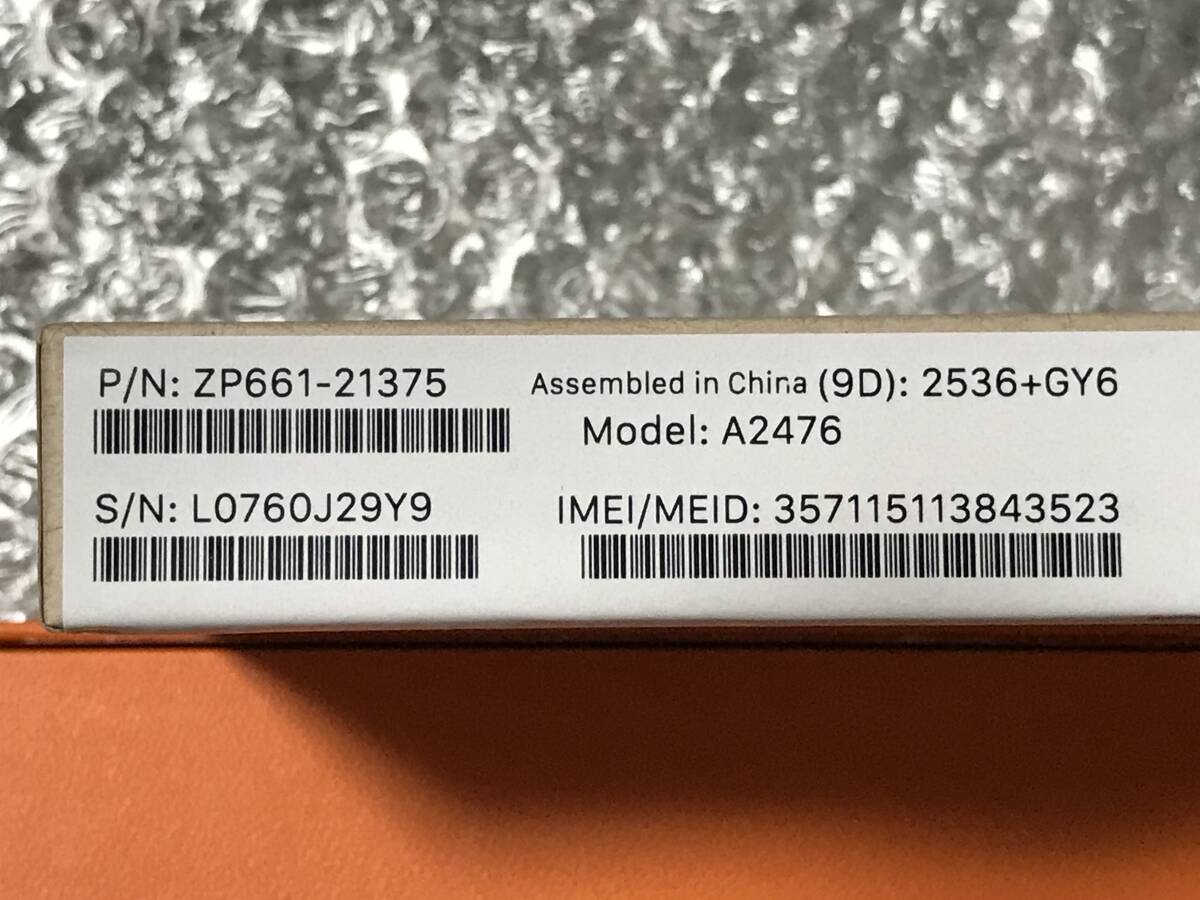 P/N: ZP661-21375
Assembled in China (9D): 2536+GY6
Model: A2476
S/N: L0760J29Y9
IMEI/MEID: 357115113843523